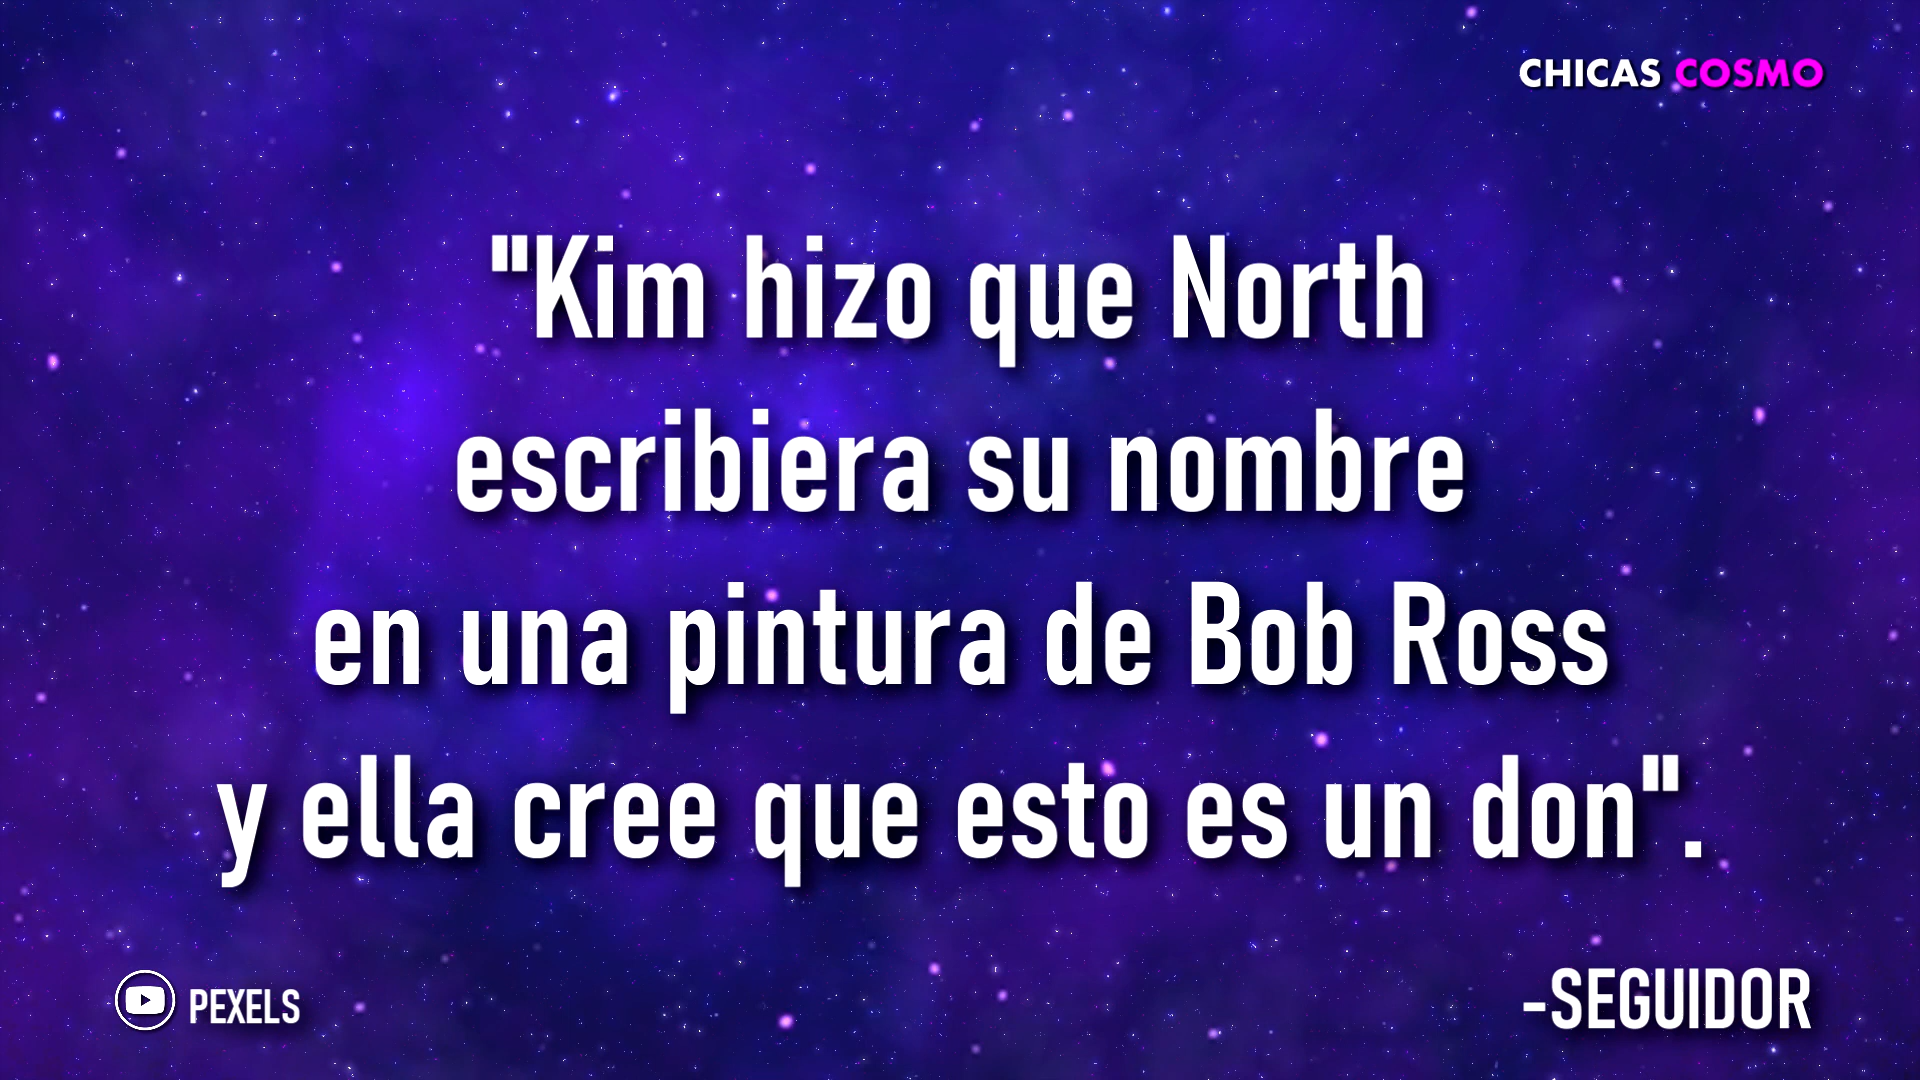 CHICAS COSMO
"Kim hizo que North
escribiera su nombre
en una pintura de Bob Ross
y ella cree que esto es un don".
PEXELS
-SEGUIDOR